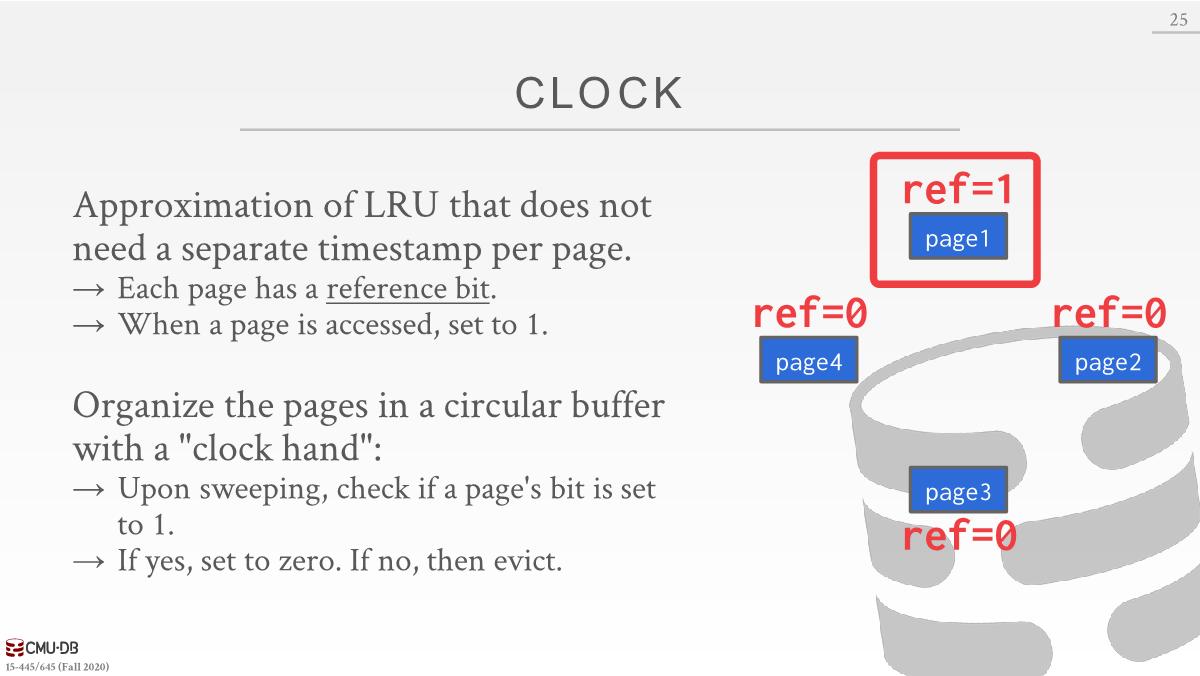 25
CLOCK
Approximation of LRU that does not
need a separate timestamp per page.
→ Each page has a reference bit.
→ When a page is accessed, set to 1.
Organize the pages in a circular buffer
with a "clock hand":
→ Upon sweeping, check if a page's bit is set
to 1.
→ If yes, set to zero. If no, then evict.
ref=1
page1
ref=0
page4
ref=0
page2
page3
ref=0
CMU·DB
15-445/645 (Fall 2020)